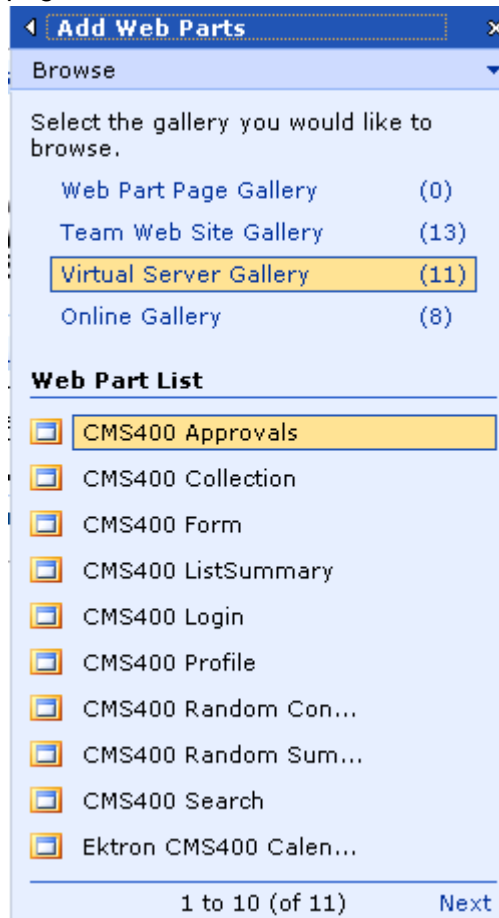 Add Web Parts
Browse
Select the gallery you would like to
browse.
Web Part Page Gallery (0)
Team Web Site Gallery (13)
Virtual Server Gallery (11)
Online Gallery (8)
Web Part List
CMS400 Approvals
CMS400 Collection
CMS400 Form
CMS400 ListSummary
CMS400 Login
CMS400 Profile
CMS400 Random Con...
CMS400 Random Sum...
CMS400 Search
Ektron CMS400 Calen...
1 to 10 (of 11) Next